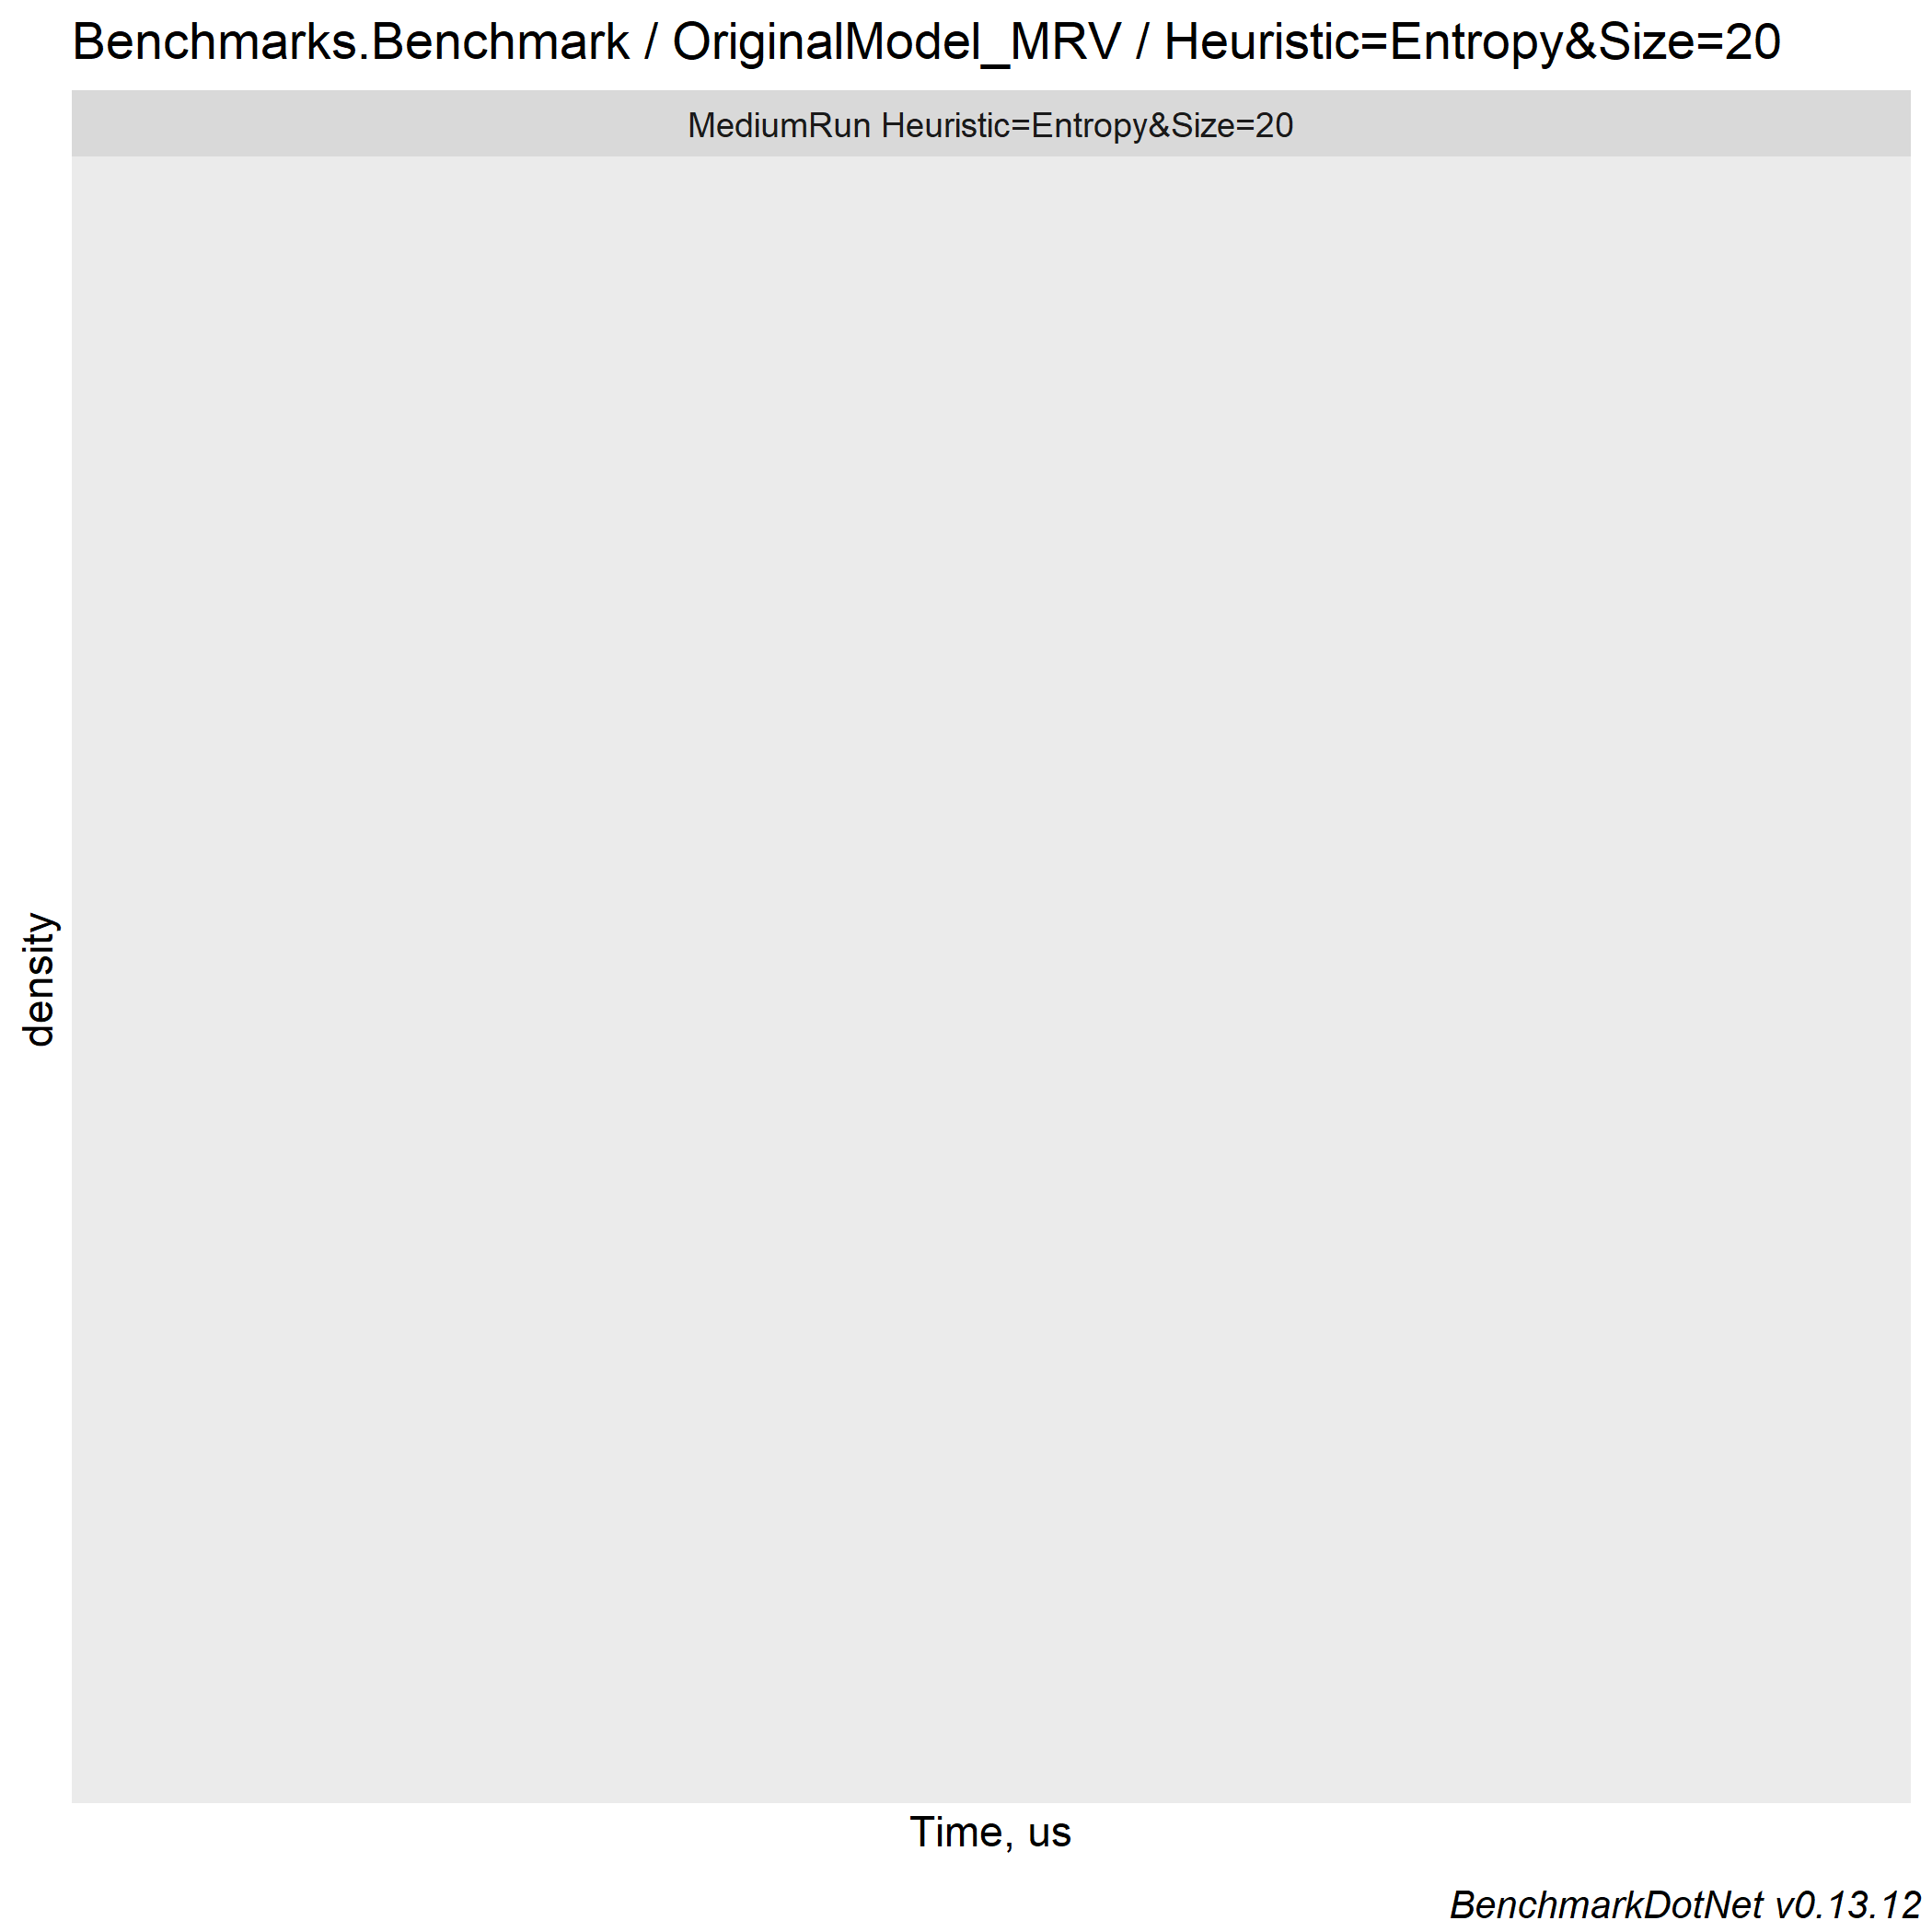 Benchmarks.Benchmark / OriginalModel_MRV / Heuristic=Entropy&Size=20
MediumRun Heuristic=Entropy&Size=20
density
Time, us
BenchmarkDotNet v0.13.12